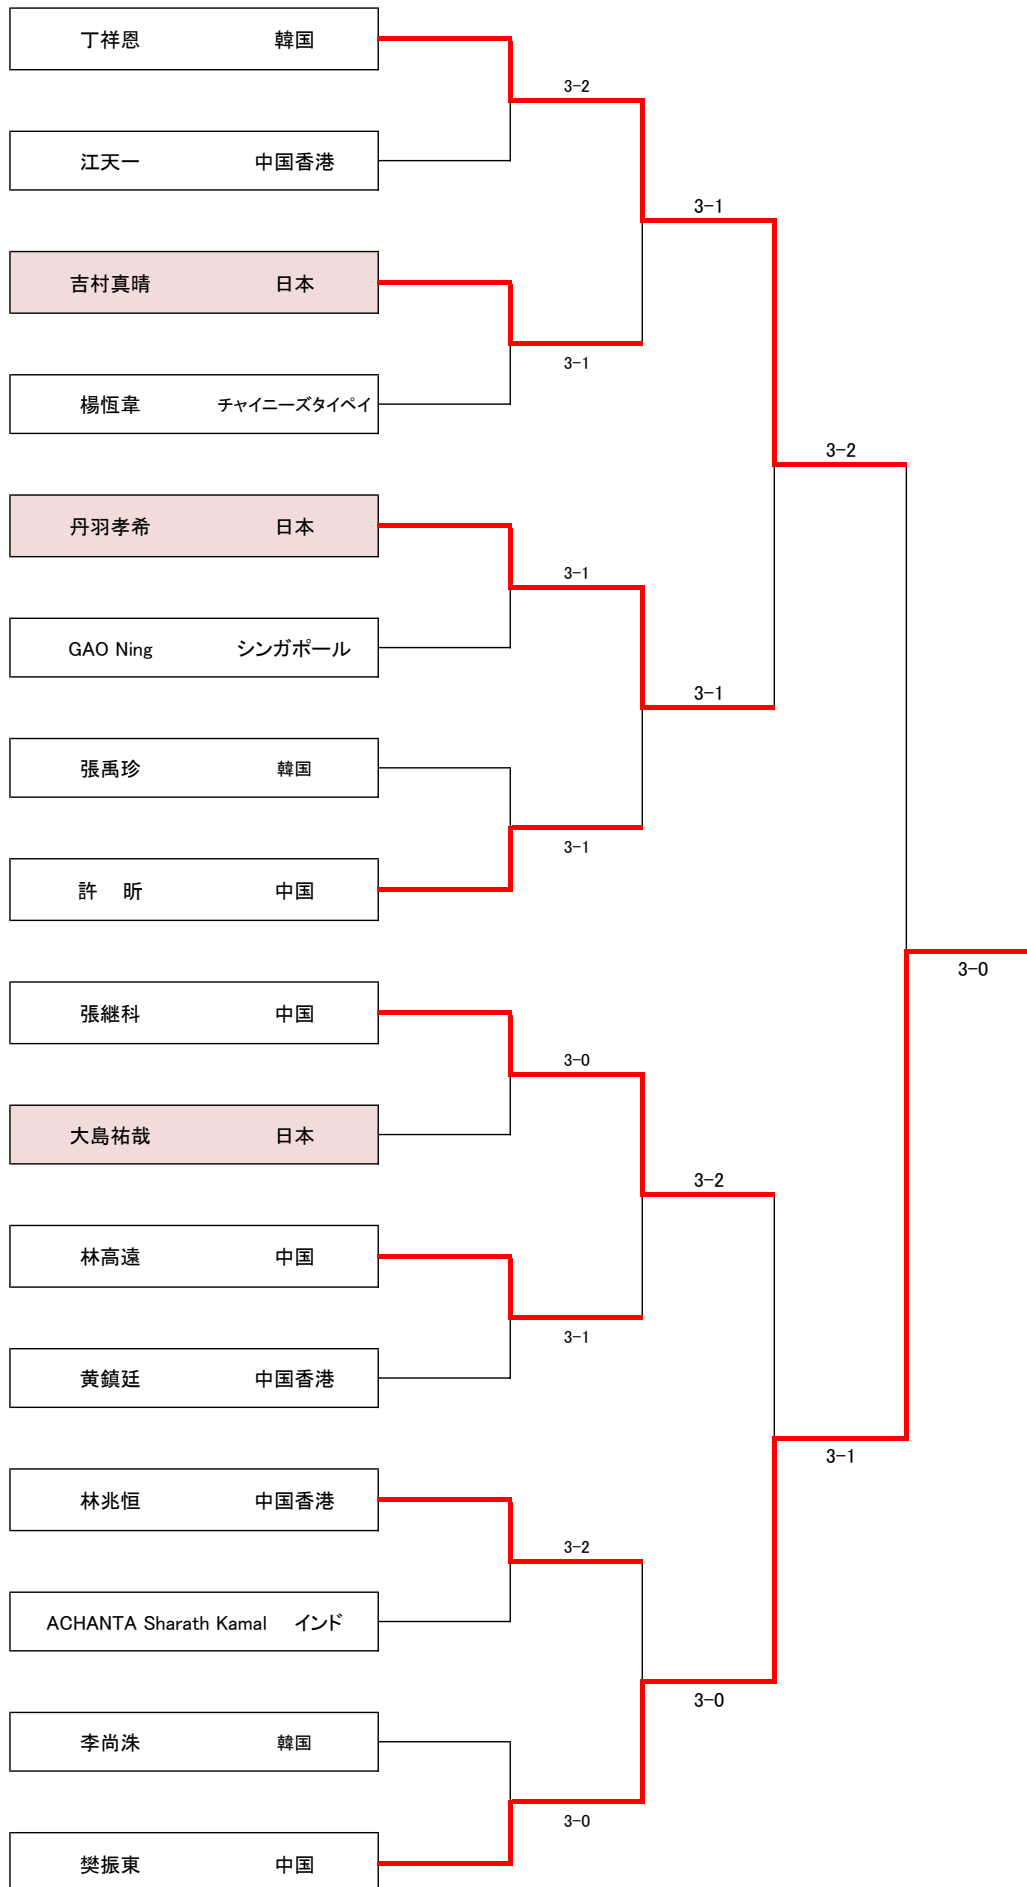 丁祥恩 韓国
3-2
江天一 中国香港
3-1
吉村真晴 日本
3-1
楊恆韋 チャイニーズタイペイ
3-2
丹羽孝希 日本
3-1
GAO Ning シンガポール
3-1
張禹珍 韓国
3-1
許 昕 中国
3-0
張継科 中国
3-0
大島祐哉 日本
3-2
林高遠 中国
3-1
黄鎮廷 中国香港
3-1
林兆恒 中国香港
3-2
ACHANTA Sharath Kamal インド
3-0
李尚洙 韓国
3-0
樊振東 中国